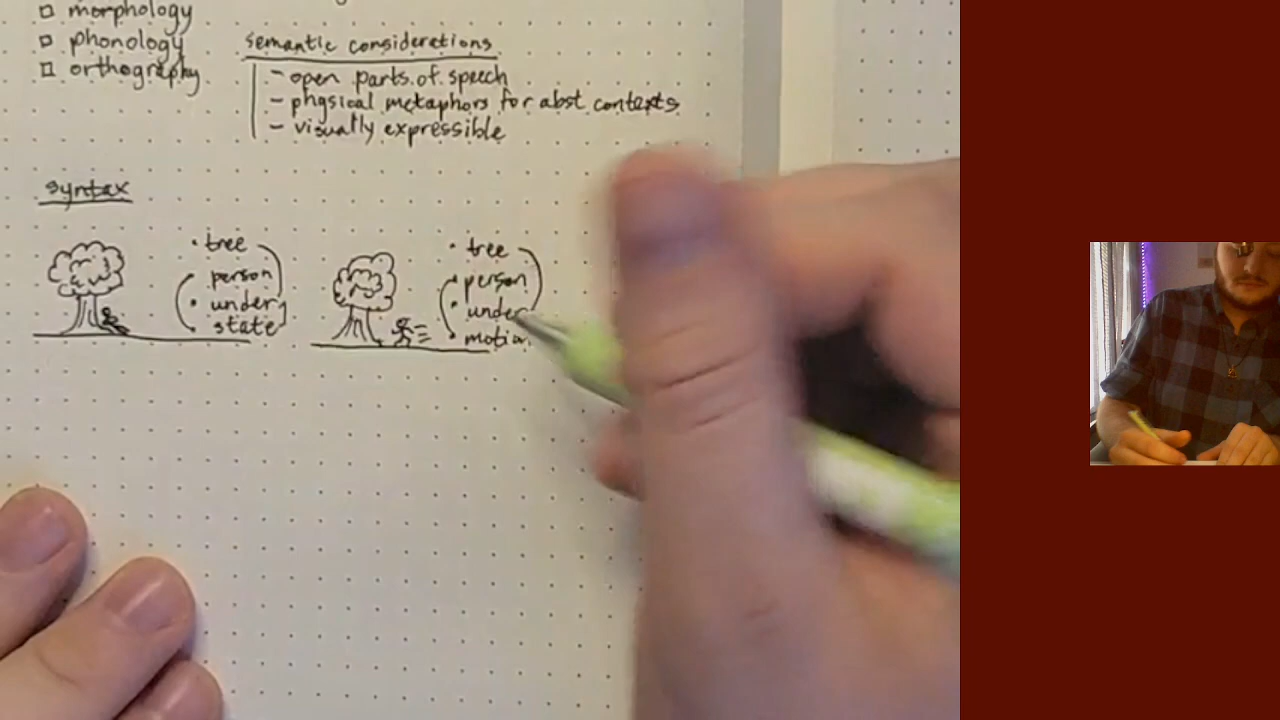 morphology
phonology
orthography
semantic considerations
- open parts of speech
- physical metaphors for abst contexts
- visually expressible
syntax
• tree
person
• under
state
• tree
• person
• under
• motion